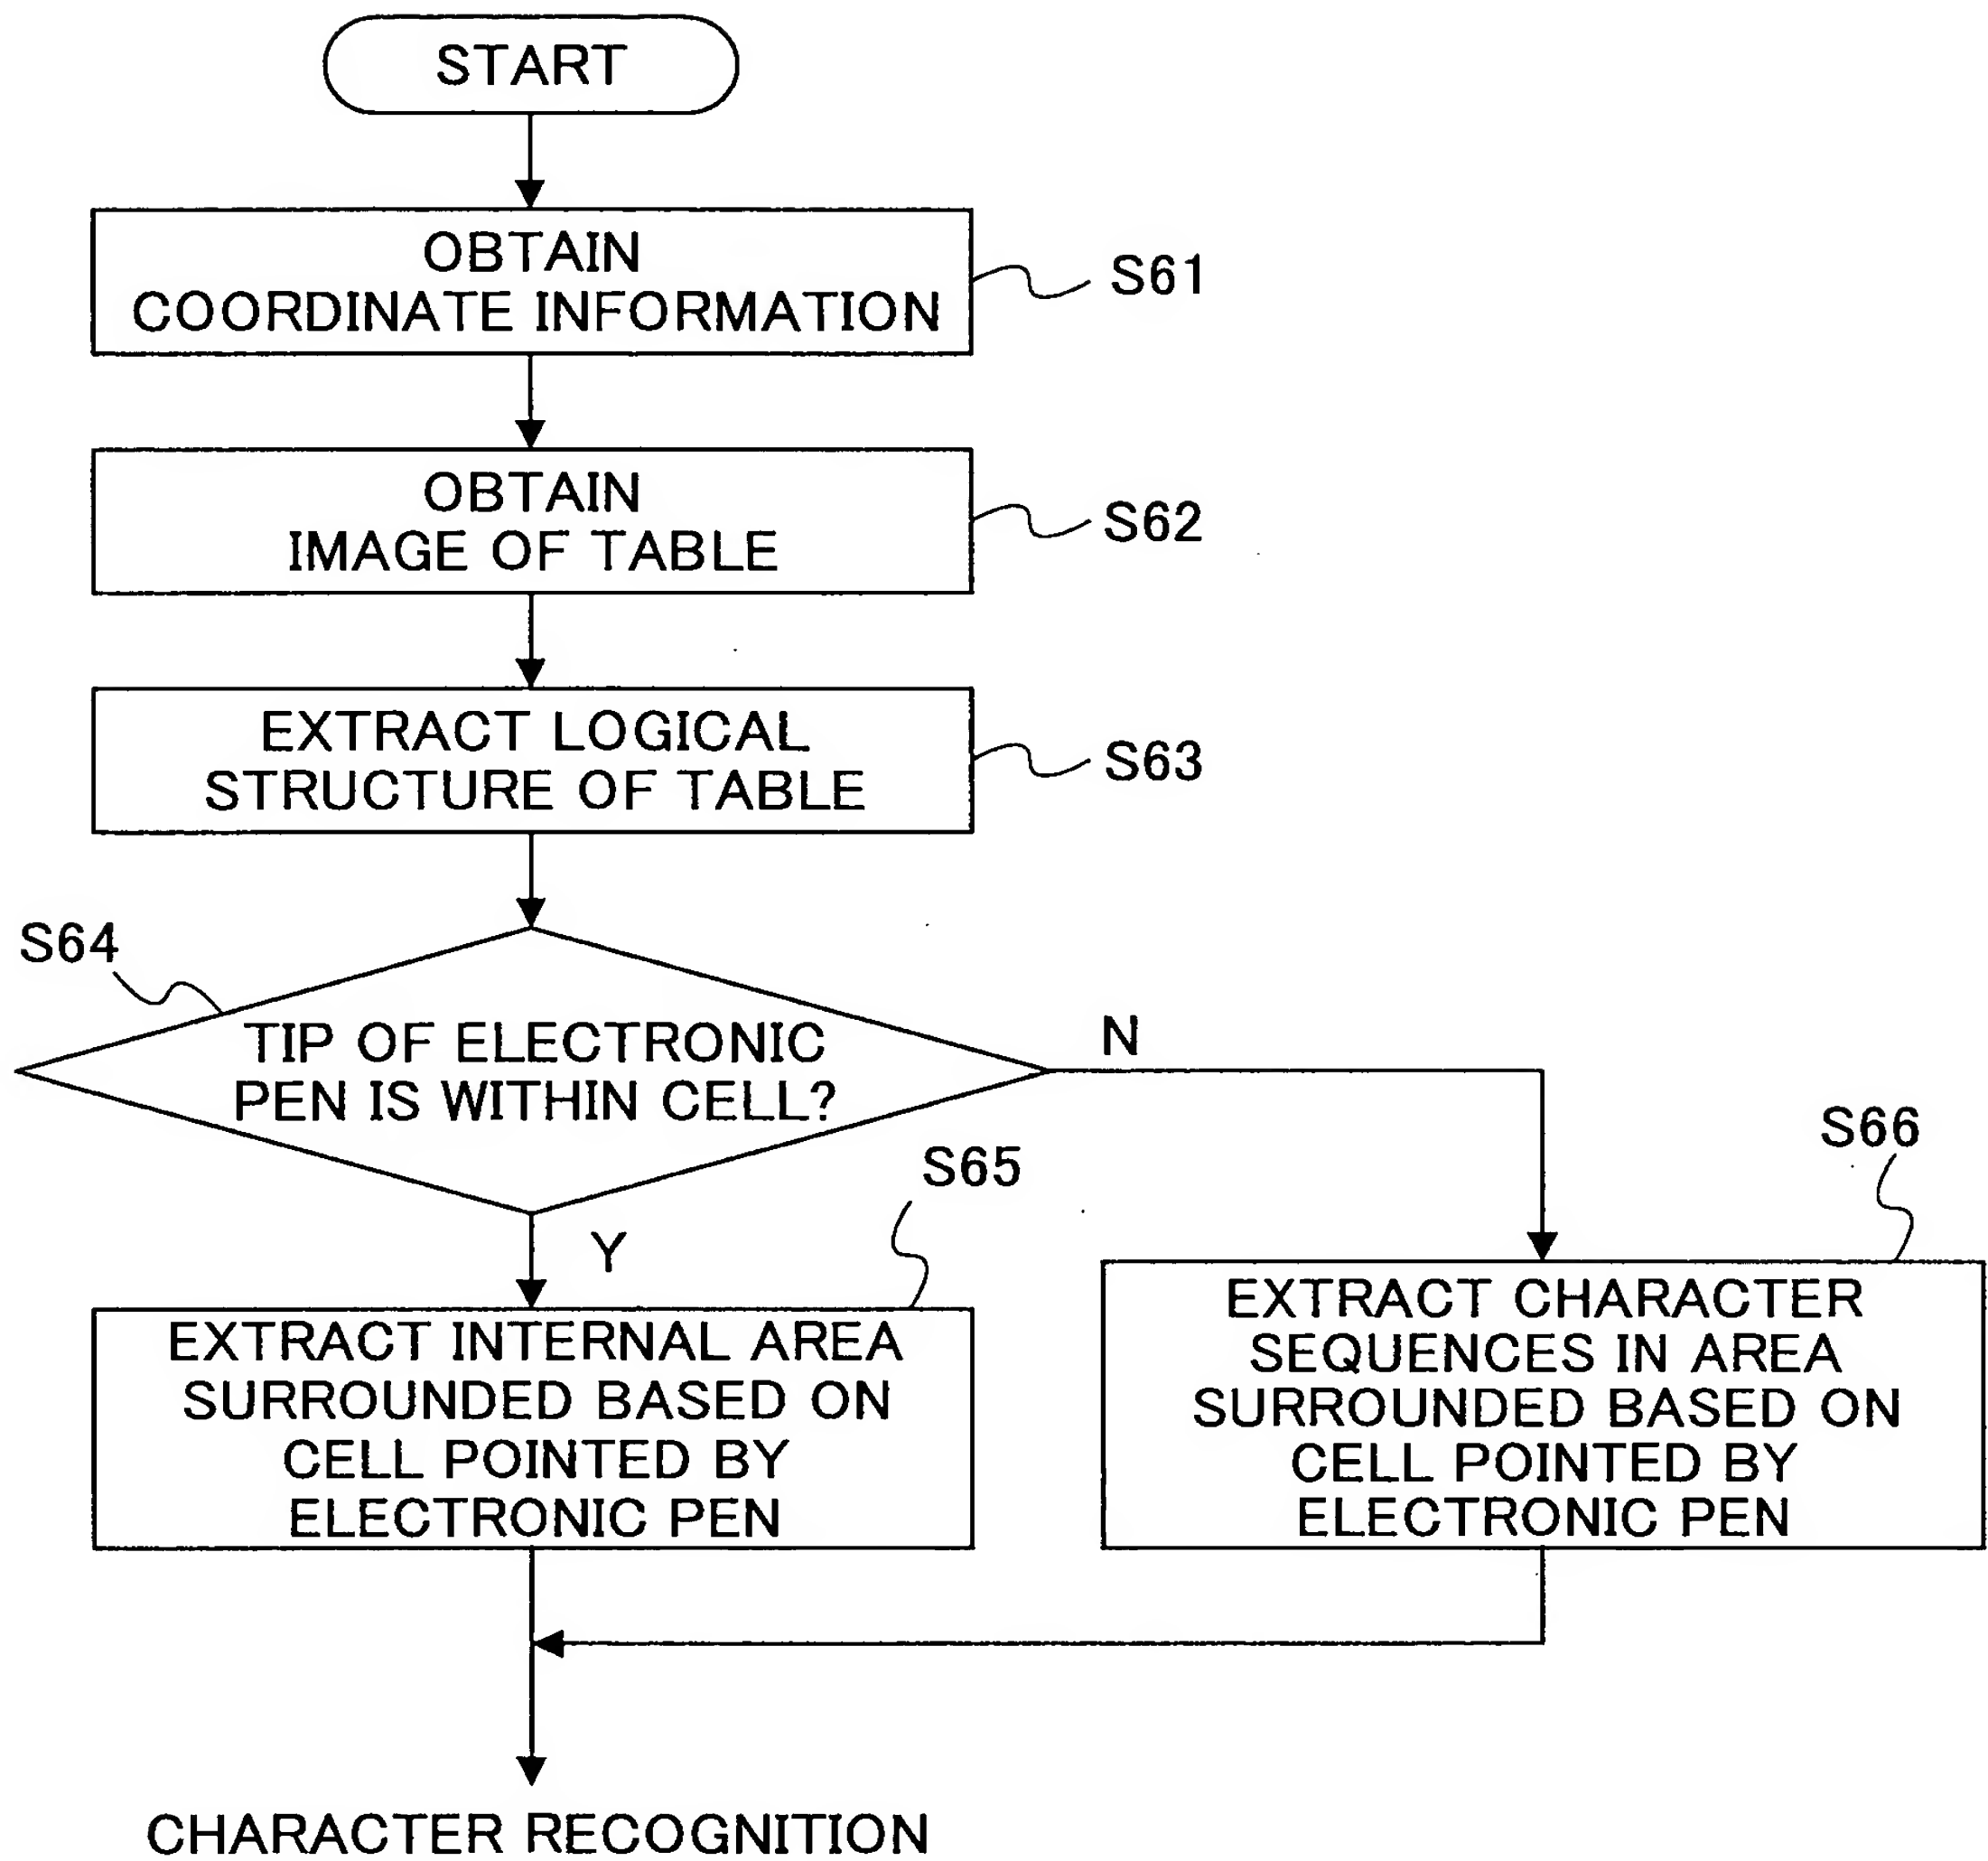 START
OBTAIN
COORDINATE INFORMATION
S61
OBTAIN
IMAGE OF TABLE
S62
EXTRACT LOGICAL
STRUCTURE OF TABLE
S63
S64
TIP OF ELECTRONIC
PEN IS WITHIN CELL?
N
Y
S65
EXTRACT INTERNAL AREA
SURROUNDED BASED ON
CELL POINTED BY
ELECTRONIC PEN
S66
EXTRACT CHARACTER
SEQUENCES IN AREA
SURROUNDED BASED ON
CELL POINTED BY
ELECTRONIC PEN
CHARACTER RECOGNITION